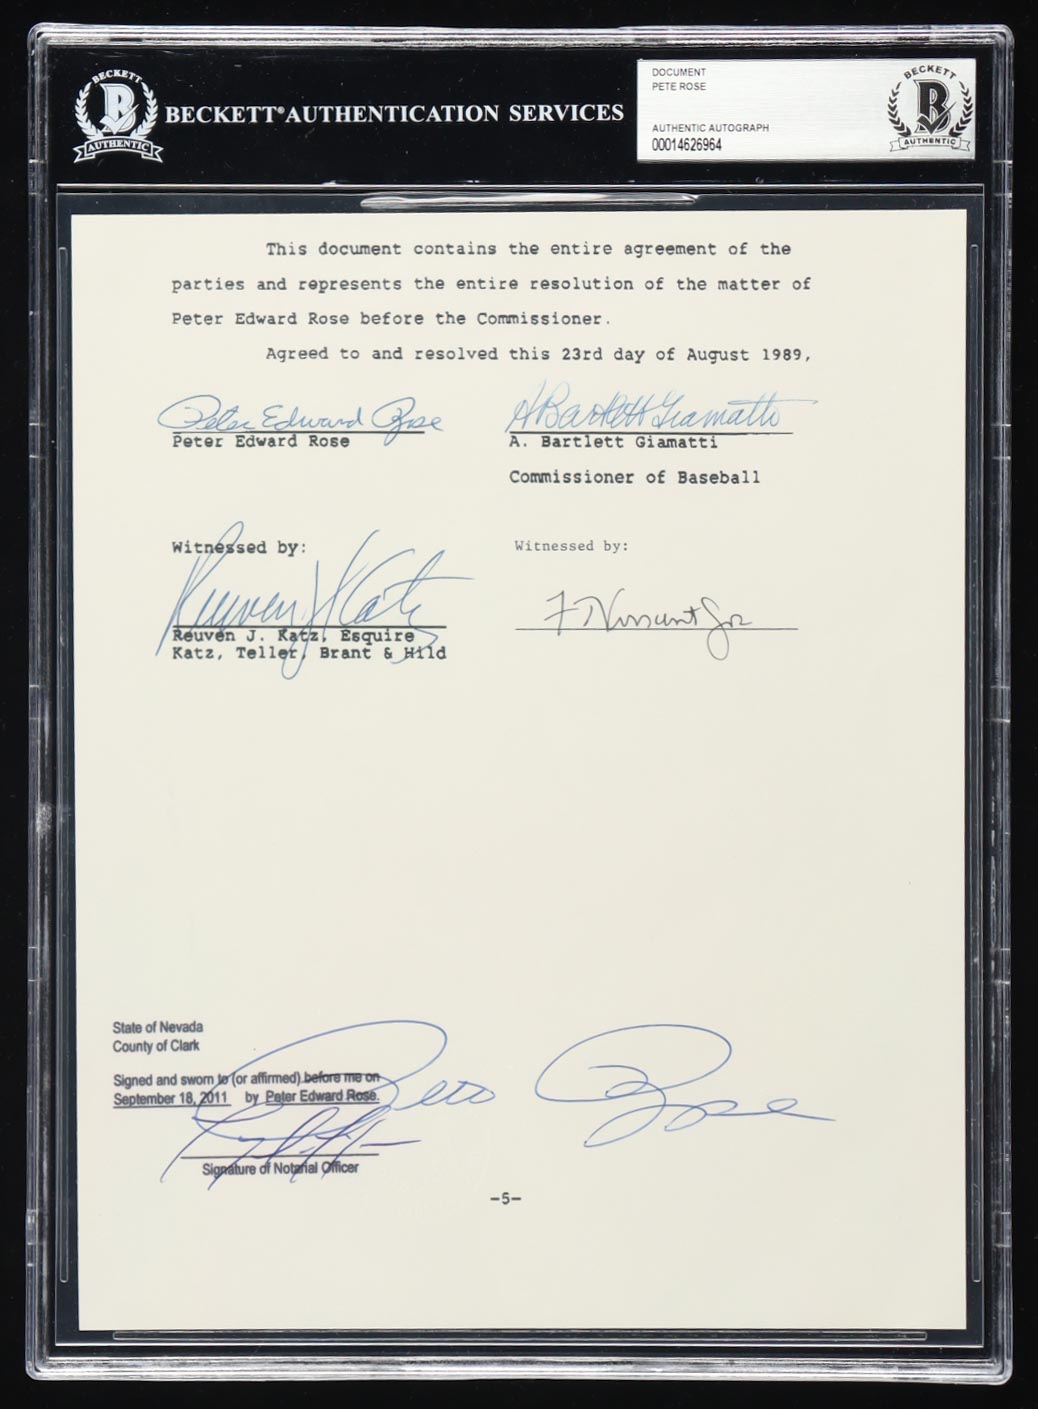 BECKETT
B
AUTHENTIC
BECKETT® AUTHENTICATION SERVICES
DOCUMENT
PETE ROSE
AUTHENTIC AUTOGRAPH
00014626964
BECKETT
B
AUTHENTIC
This document contains the entire agreement of the
parties and represents the entire resolution of the matter of
Peter Edward Rose before the Commissioner.
Agreed to and resolved this 23rd day of August 1989,
Peter Edward Rose
Peter Edward Rose
A Bartlett Giamatti
A. Bartlett Giamatti
Commissioner of Baseball
Witnessed by:
Reuven J Katz
Reuven J. Katz, Esquire
Katz, Teller, Brant & Hild
Witnessed by:
State of Nevada
County of Clark
Signed and sworn to (or affirmed) before me on
September 18, 2011 by Peter Edward Rose.
Signature of Notarial Officer
Pete Rose
-5-